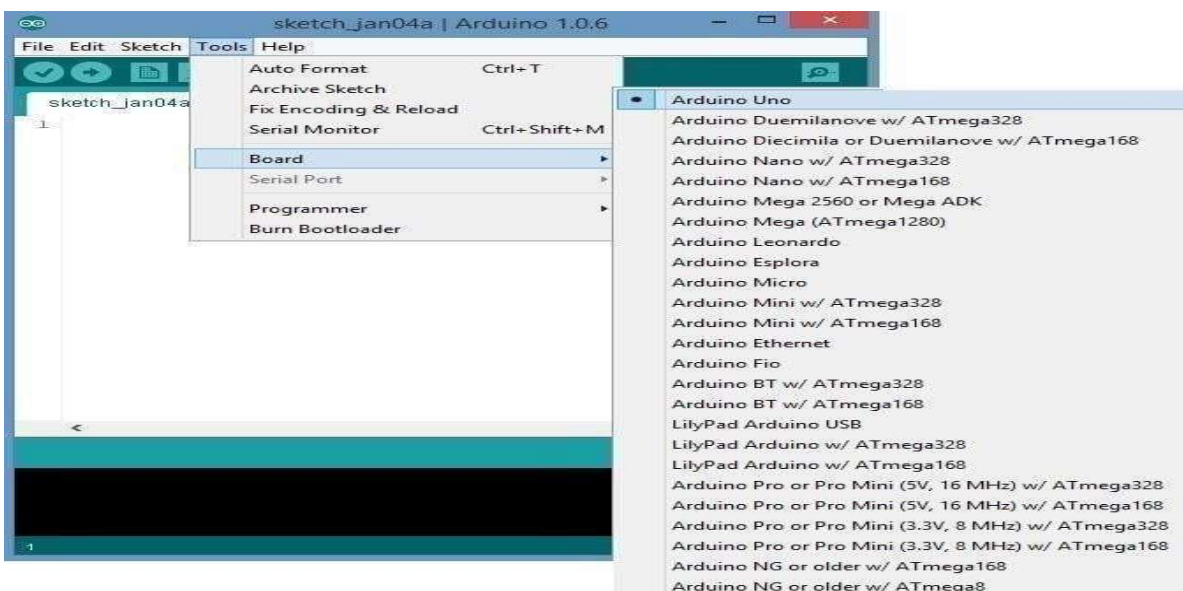 sketch_jan04a | Arduino 1.0.6
File Edit Sketch Tools Help
Auto Format Ctrl+T
Archive Sketch
Fix Encoding & Reload
Serial Monitor Ctrl+Shift+M
Board
Serial Port
Programmer
Burn Bootloader
sketch_jan04a
1
Arduino Uno
Arduino Duemilanove w/ ATmega328
Arduino Diecimila or Duemilanove w/ ATmega168
Arduino Nano w/ ATmega328
Arduino Nano w/ ATmega168
Arduino Mega 2560 or Mega ADK
Arduino Mega (ATmega1280)
Arduino Leonardo
Arduino Esplora
Arduino Micro
Arduino Mini w/ ATmega328
Arduino Mini w/ ATmega168
Arduino Ethernet
Arduino Fio
Arduino BT w/ ATmega328
Arduino BT w/ ATmega168
LilyPad Arduino USB
LilyPad Arduino w/ ATmega328
LilyPad Arduino w/ ATmega168
Arduino Pro or Pro Mini (5V, 16 MHz) w/ ATmega328
Arduino Pro or Pro Mini (5V, 16 MHz) w/ ATmega168
Arduino Pro or Pro Mini (3.3V, 8 MHz) w/ ATmega328
Arduino Pro or Pro Mini (3.3V, 8 MHz) w/ ATmega168
Arduino NG or older w/ ATmega168
Arduino NG or older w/ ATmega8
1